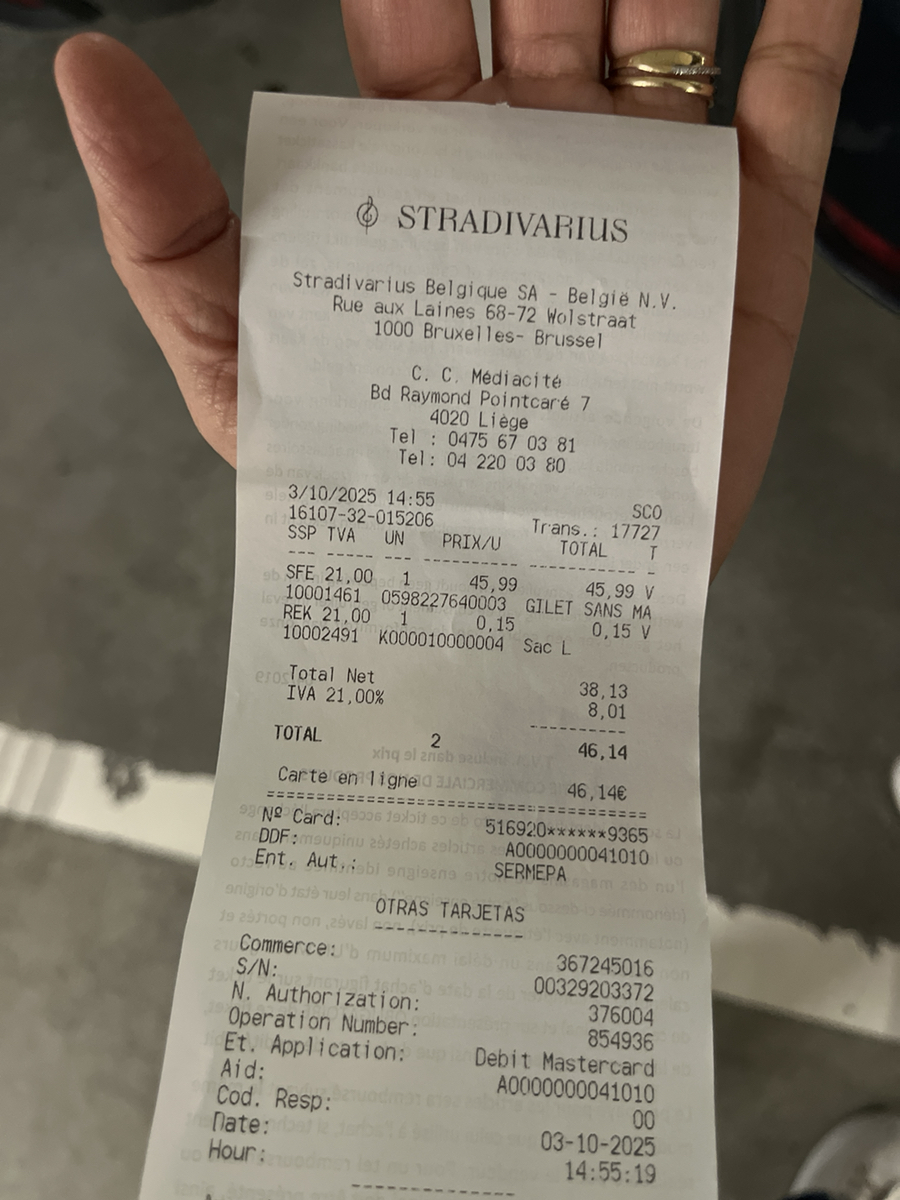 STRADIVARIUS
Stradivarius Belgique SA - België N.V.
Rue aux Laines 68-72 Wolstraat
1000 Bruxelles- Brussel
C. C. Médiacité
Bd Raymond Pointcaré 7
4020 Liège
Tel : 0475 67 03 81
Tel: 04 220 03 80
3/10/2025 14:55 SCO
16107-32-015206 Trans.: 17727
SSP TVA UN PRIX/U TOTAL T
--- ----- --- ---------- ---------- -
SFE 21,00 1 45,99 45,99 V
10001461 0598227640003 GILET SANS MA
REK 21,00 1 0,15 0,15 V
10002491 K000010000004 Sac L
Total Net 38,13
IVA 21,00% 8,01
----------
TOTAL 2 46,14
Carte en ligne 46,14€
========================================
Nº Card: 516920******9365
DDF: A0000000041010
Ent. Aut.: SERMEPA
OTRAS TARJETAS
---------------
Commerce: 367245016
S/N: 00329203372
N. Authorization: 376004
Operation Number: 854936
Et. Application: Debit Mastercard
Aid: A0000000041010
Cod. Resp: 00
Date: 03-10-2025
Hour: 14:55:19
---------------